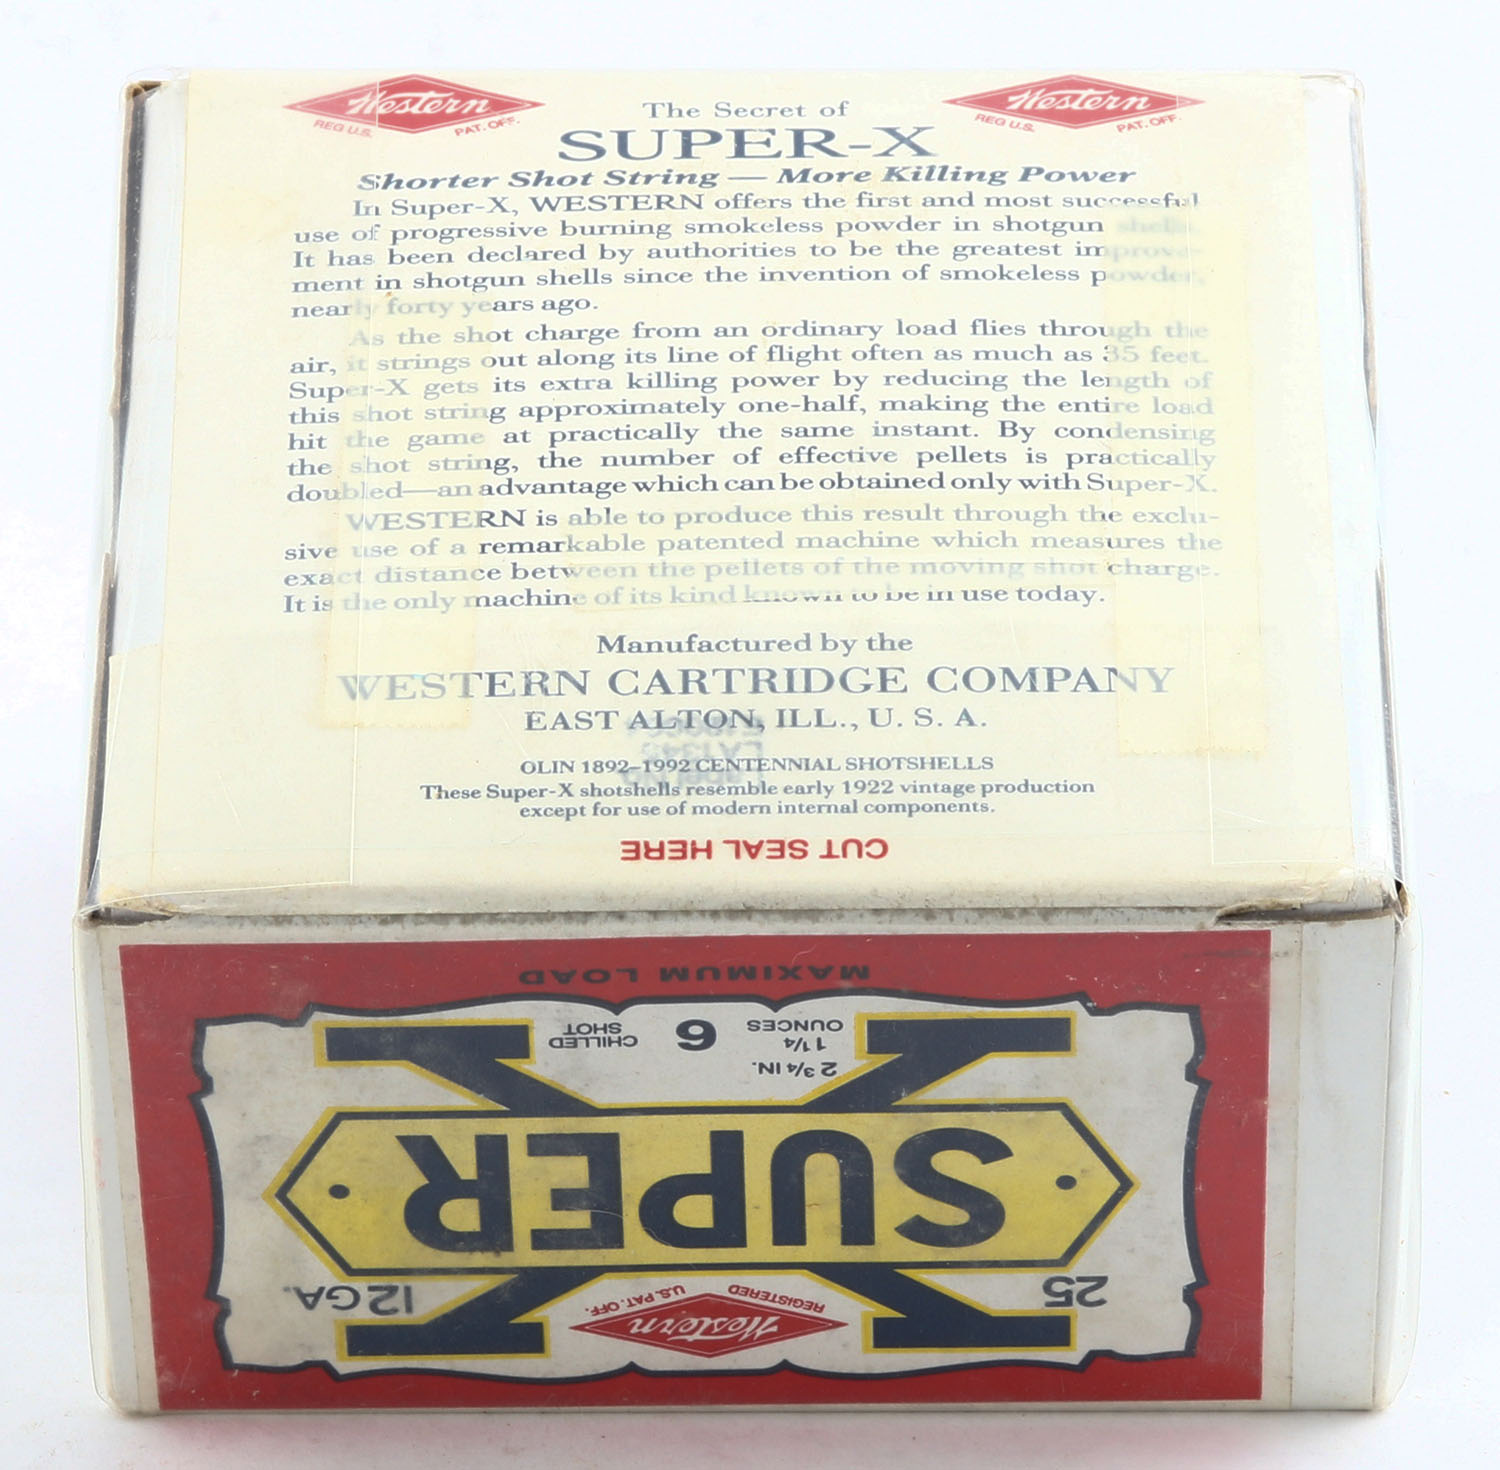 Western
REG U.S. PAT. OFF.
Western
REG U.S. PAT. OFF.
The Secret of
SUPER-X
Shorter Shot String — More Killing Power
In Super-X, WESTERN offers the first and most successful
use of progressive burning smokeless powder in shotgun shells.
It has been declared by authorities to be the greatest improve-
ment in shotgun shells since the invention of smokeless powder,
nearly forty years ago.
As the shot charge from an ordinary load flies through the
air, it strings out along its line of flight often as much as 35 feet.
Super-X gets its extra killing power by reducing the length of
this shot string approximately one-half, making the entire load
hit the game at practically the same instant. By condensing
the shot string, the number of effective pellets is practically
doubled—an advantage which can be obtained only with Super-X.
WESTERN is able to produce this result through the exclu-
sive use of a remarkable patented machine which measures the
exact distance between the pellets of the moving shot charge.
It is the only machine of its kind known to be in use today.
Manufactured by the
WESTERN CARTRIDGE COMPANY
EAST ALTON, ILL., U. S. A.
OLIN 1892–1992 CENTENNIAL SHOTSHELLS
These Super-X shotshells resemble early 1922 vintage production
except for use of modern internal components.
CUT SEAL HERE
25
Western
REGISTERED U.S. PAT. OFF.
12 GA.
SUPER
X
2 3/4 IN.
1 1/4
OUNCES
6
CHILLED
SHOT
MAXIMUM LOAD